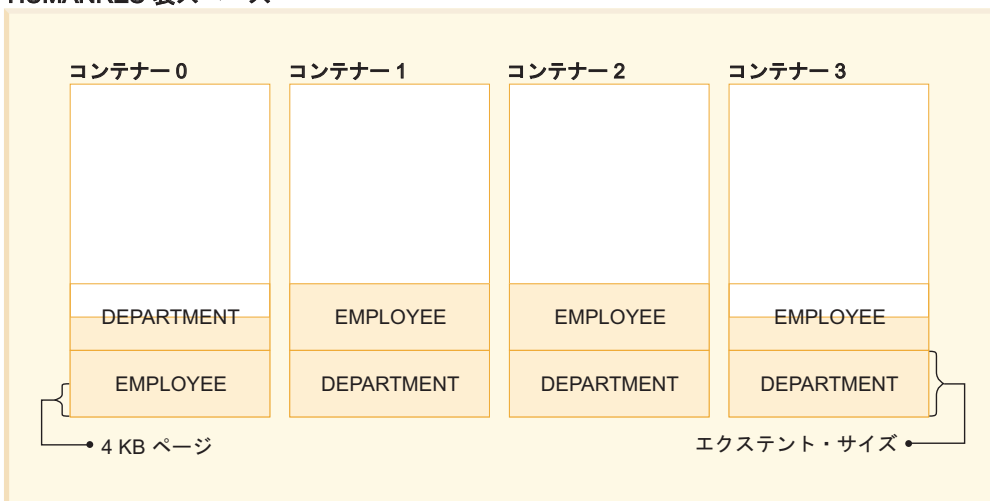 コンテナー 0 コンテナー 1 コンテナー 2 コンテナー 3
DEPARTMENT EMPLOYEE EMPLOYEE EMPLOYEE
EMPLOYEE DEPARTMENT DEPARTMENT DEPARTMENT
4 KB ページ エクステント・サイズ